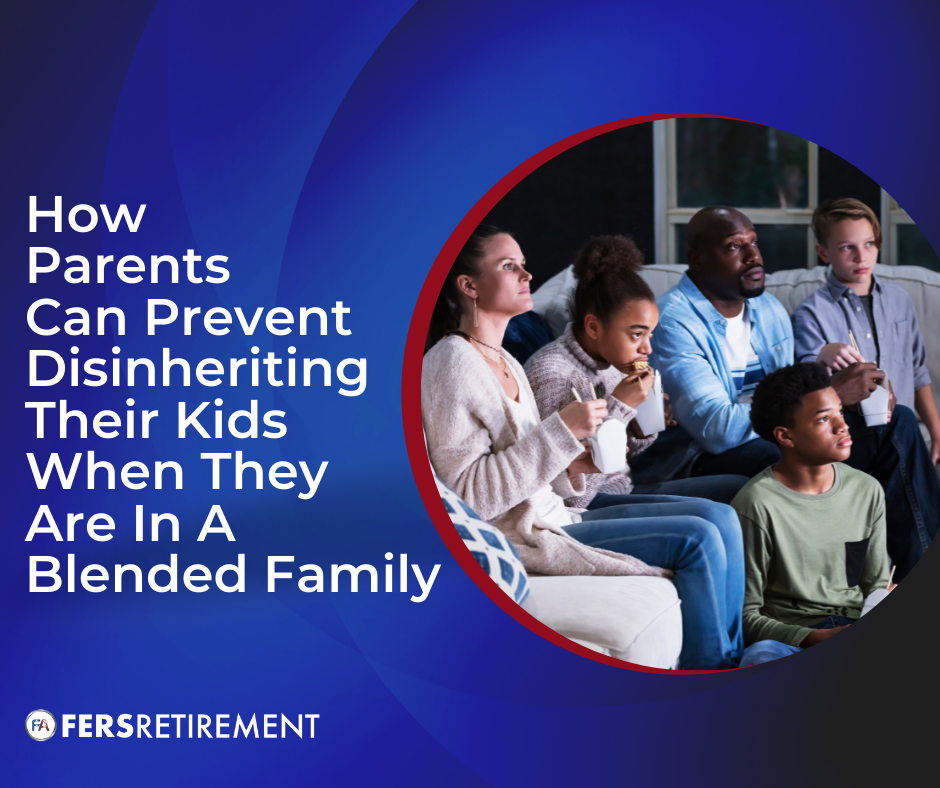 How
Parents
Can Prevent
Disinheriting
Their Kids
When They
Are In A
Blended Family
FA FERSRETIREMENT